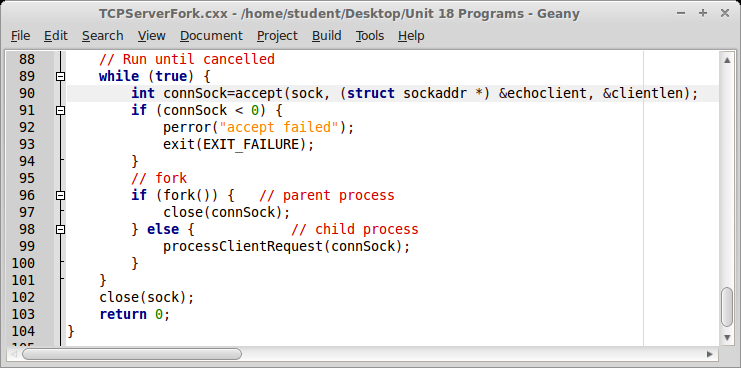 TCPServerFork.cxx - /home/student/Desktop/Unit 18 Programs - Geany
File Edit Search View Document Project Build Tools Help
88     // Run until cancelled
89     while (true) {
90         int connSock=accept(sock, (struct sockaddr *) &echoclient, &clientlen);
91         if (connSock < 0) {
92             perror("accept failed");
93             exit(EXIT_FAILURE);
94         }
95         // fork
96         if (fork()) {   // parent process
97             close(connSock);
98         } else {            // child process
99             processClientRequest(connSock);
100         }
101     }
102     close(sock);
103     return 0;
104 }
105